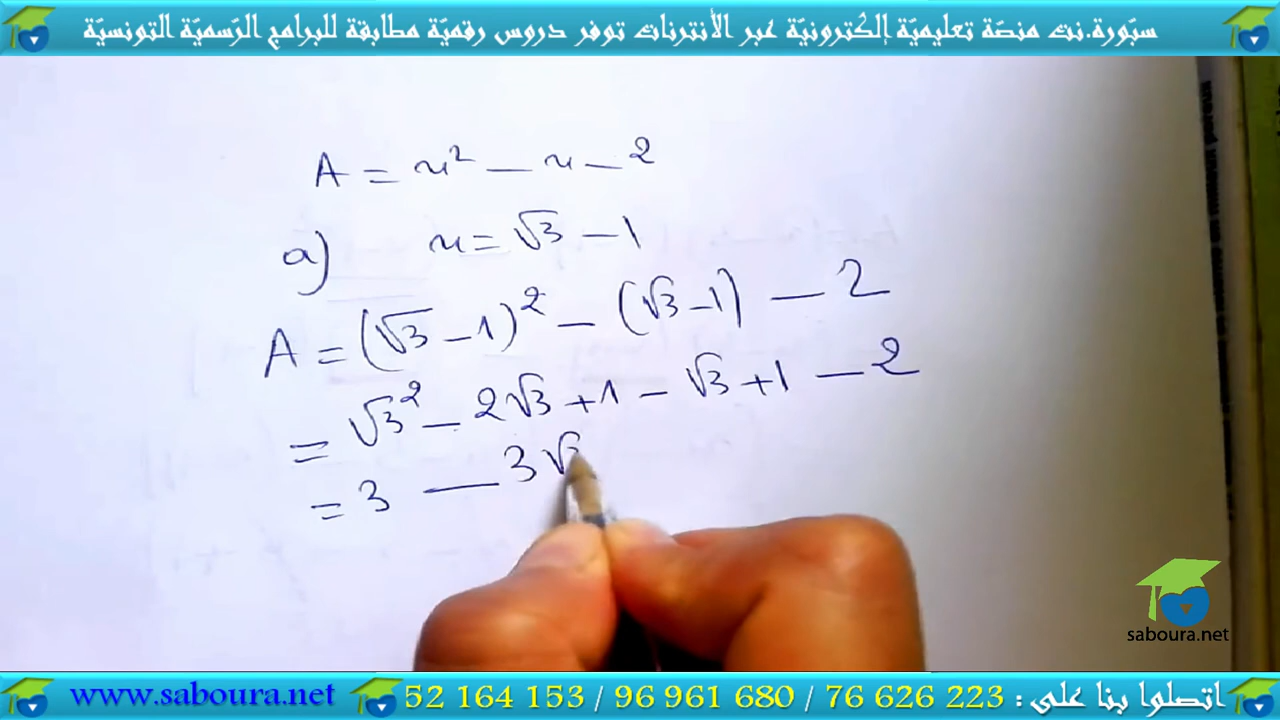 سبّورة.نت منصّة تعليميّة إلكترونيّة عبر الأنترنات توفر دروس رقميّة مطابقة للبرامج الرّسميّة التونسيّة
A = x² - x - 2
a) x = √3 - 1
A = (√3 - 1)² - (√3 - 1) - 2
= √3² - 2√3 + 1 - √3 + 1 - 2
= 3 - 3√3
saboura.net
www.saboura.net 52 164 153 / 96 961 680 / 76 626 223 : اتصلوا بنا على